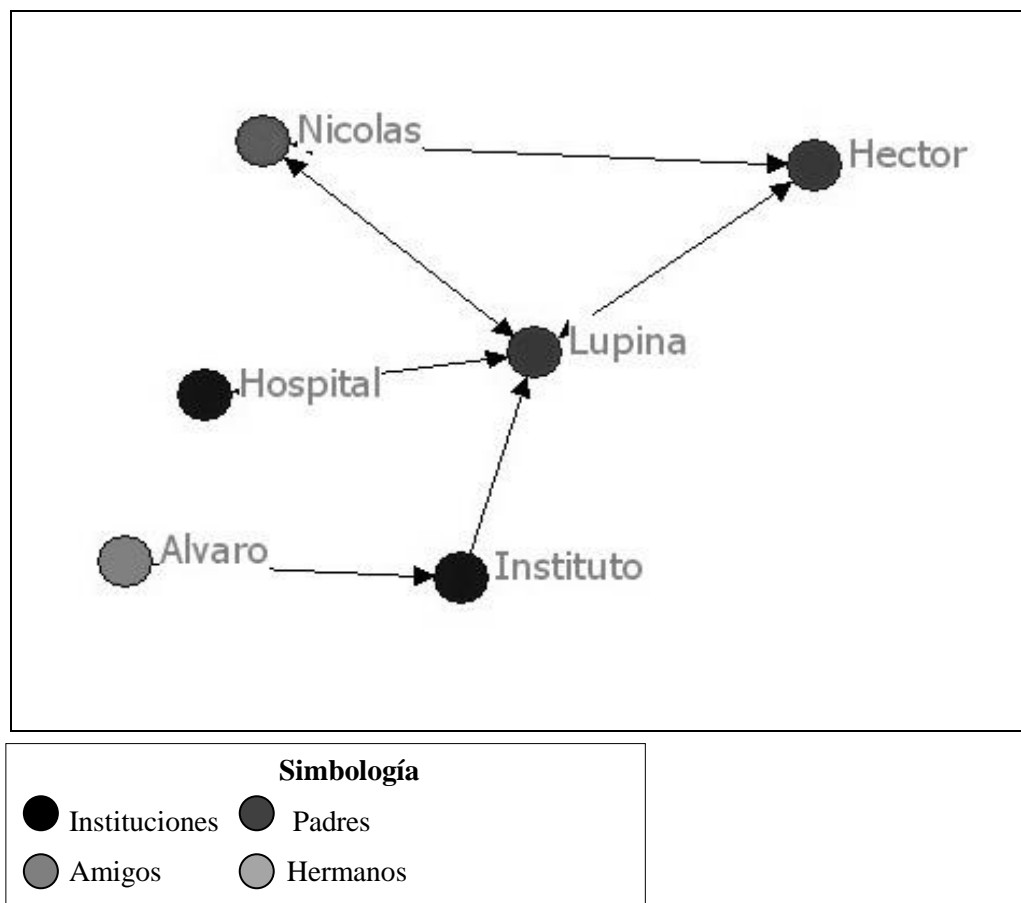 Nicolas
Hector
Lupina
Hospital
Alvaro
Instituto
Simbología
Instituciones Padres
Amigos Hermanos